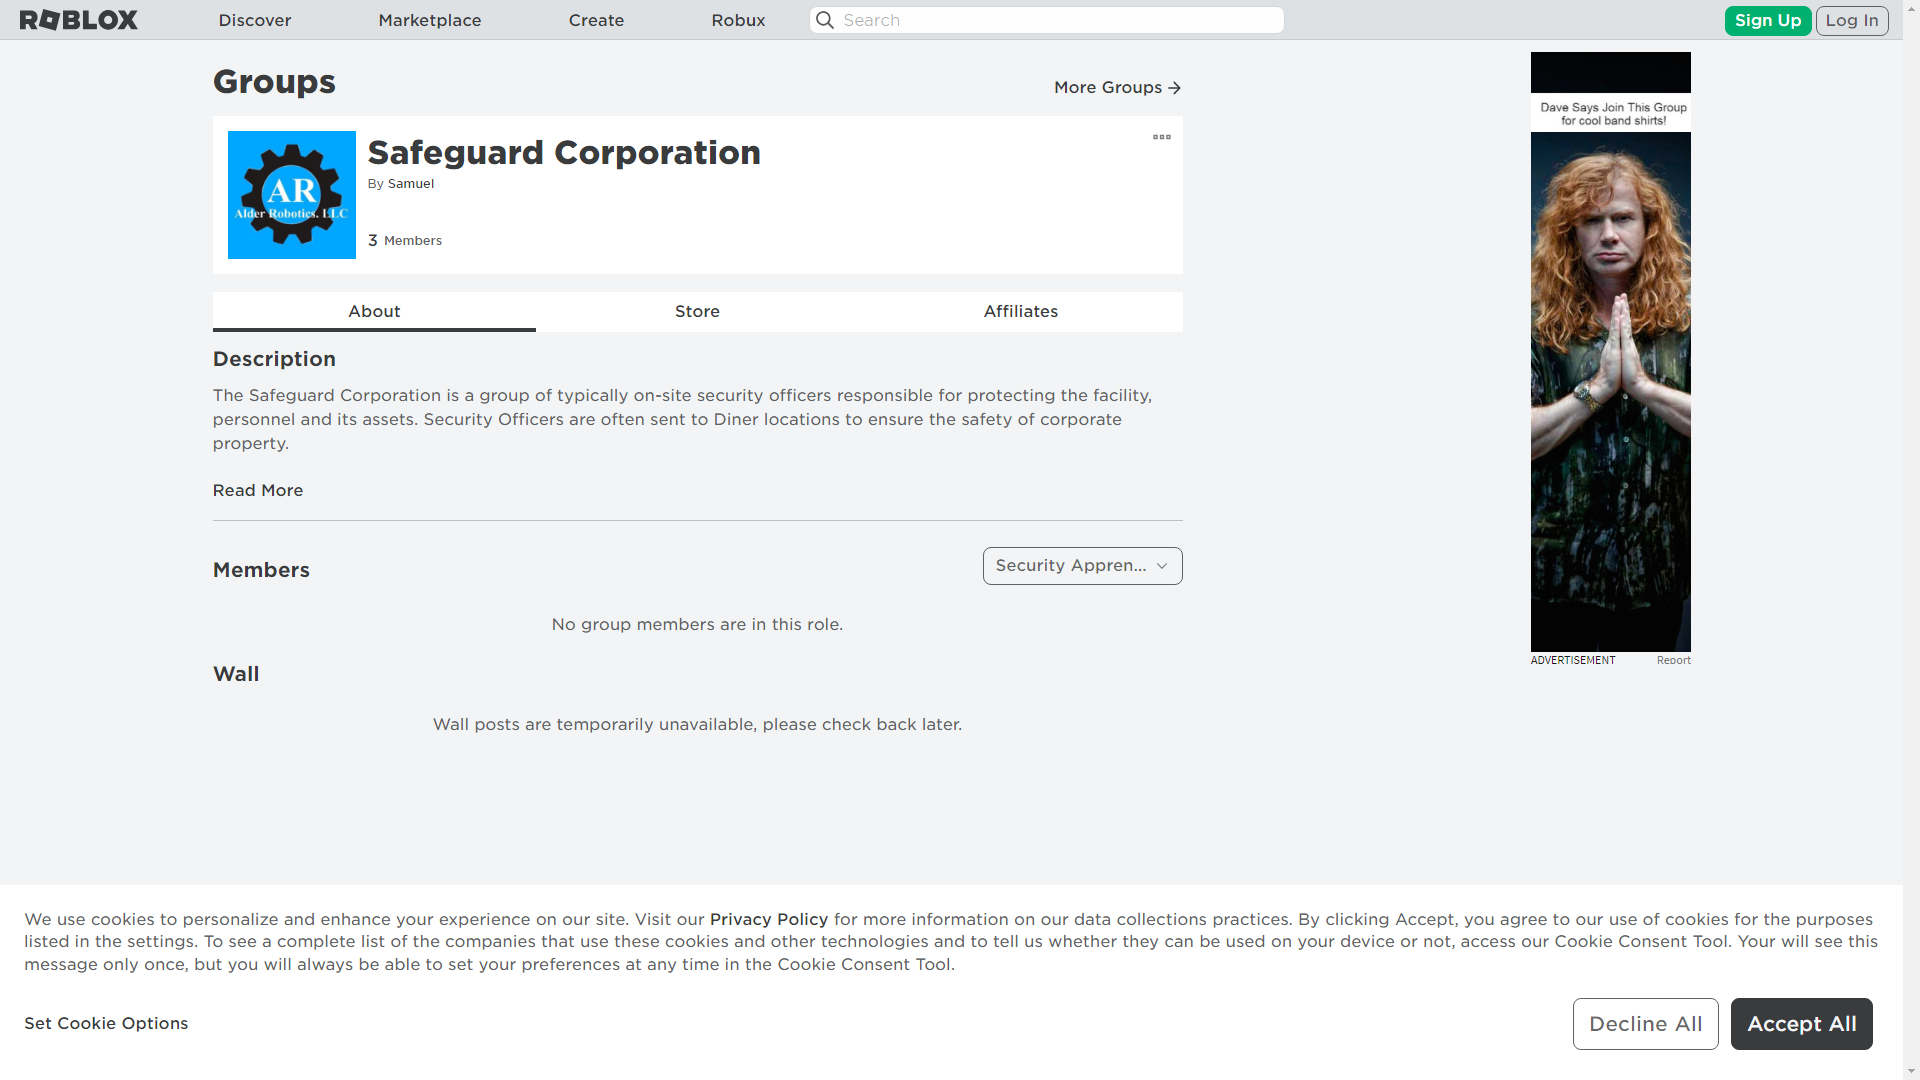 ROBLOX
Discover
Marketplace
Create
Robux
Search
Sign Up
Log In
Groups
More Groups
AR
Alder Robotics, LLC
Safeguard Corporation
By Samuel
3 Members
About
Store
Affiliates
Description
The Safeguard Corporation is a group of typically on-site security officers responsible for protecting the facility,
personnel and its assets. Security Officers are often sent to Diner locations to ensure the safety of corporate
property.
Read More
Members
Security Appren...
No group members are in this role.
Wall
Wall posts are temporarily unavailable, please check back later.
Dave Says Join This Group
for cool band shirts!
ADVERTISEMENT
Report
We use cookies to personalize and enhance your experience on our site. Visit our Privacy Policy for more information on our data collections practices. By clicking Accept, you agree to our use of cookies for the purposes
listed in the settings. To see a complete list of the companies that use these cookies and other technologies and to tell us whether they can be used on your device or not, access our Cookie Consent Tool. Your will see this
message only once, but you will always be able to set your preferences at any time in the Cookie Consent Tool.
Set Cookie Options
Decline All
Accept All